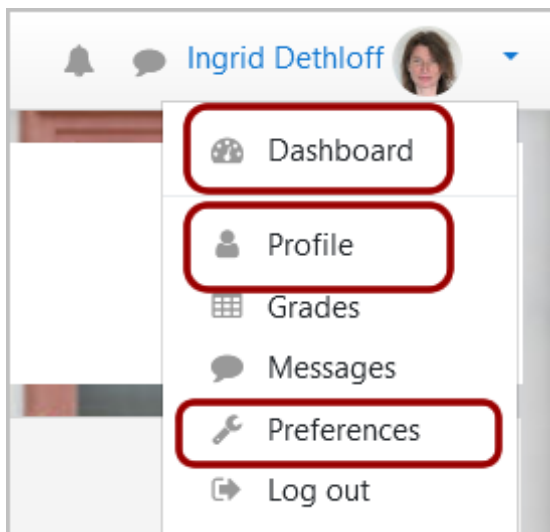 Ingrid Dethloff
Dashboard
Profile
Grades
Messages
Preferences
Log out